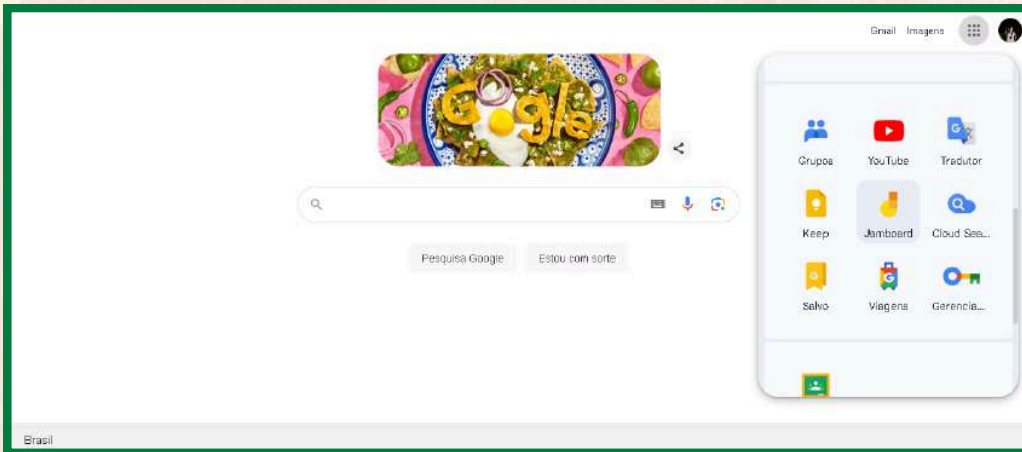 Gmail Imagens
Google
Grupos YouTube Tradutor
Keep Jamboard Cloud Sea...
Pesquisa Google Estou com sorte
Salvo Viagens Gerencia...
Brasil